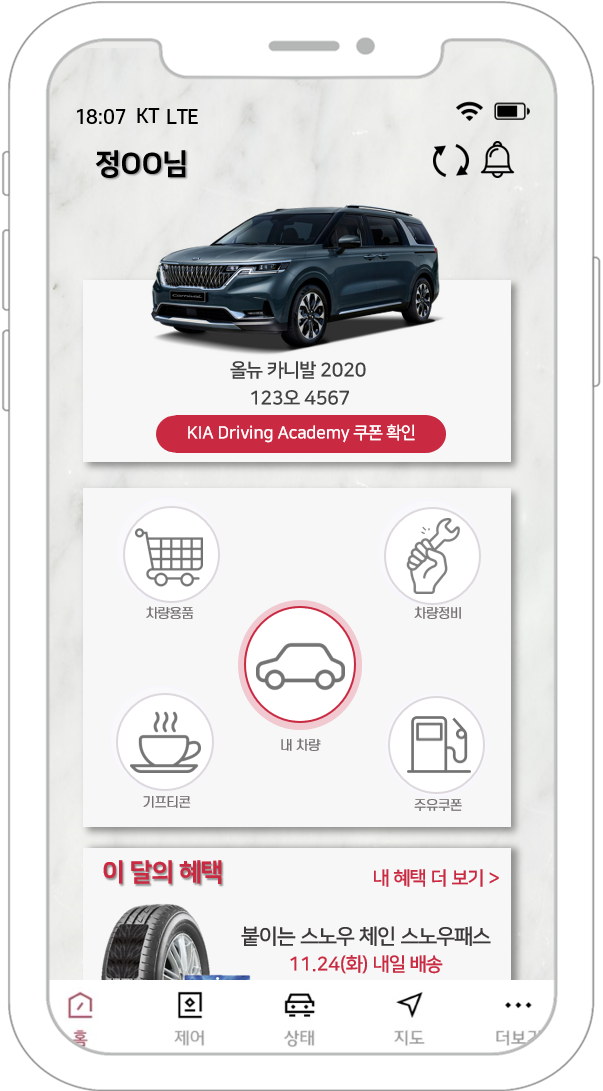 18:07 KT LTE
정OO님
Carnival
올뉴 카니발 2020
123오 4567
KIA Driving Academy 쿠폰 확인
차량용품
차량정비
내 차량
기프티콘
주유쿠폰
이 달의 혜택
내 혜택 더 보기 >
붙이는 스노우 체인 스노우패스
11.24(화) 내일 배송
홈
제어
상태
지도
더보기